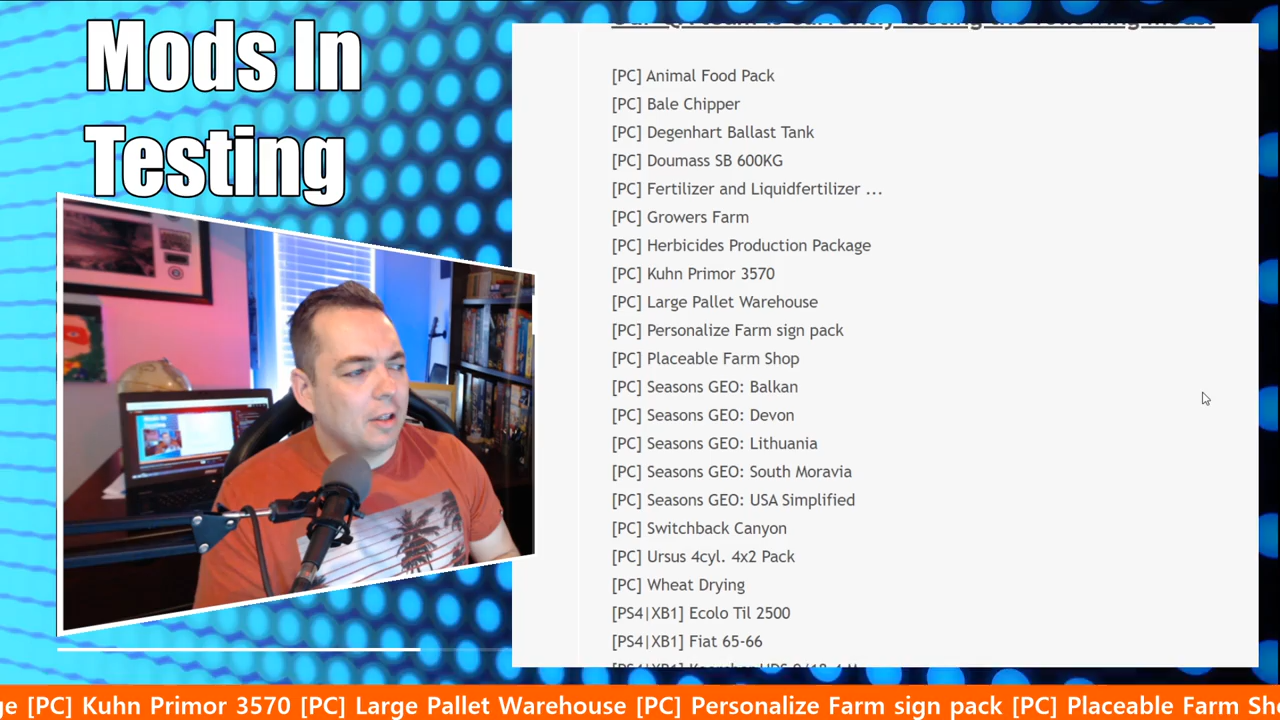 Mods In
Testing
[PC] Animal Food Pack
[PC] Bale Chipper
[PC] Degenhart Ballast Tank
[PC] Doumass SB 600KG
[PC] Fertilizer and Liquidfertilizer ...
[PC] Growers Farm
[PC] Herbicides Production Package
[PC] Kuhn Primor 3570
[PC] Large Pallet Warehouse
[PC] Personalize Farm sign pack
[PC] Placeable Farm Shop
[PC] Seasons GEO: Balkan
[PC] Seasons GEO: Devon
[PC] Seasons GEO: Lithuania
[PC] Seasons GEO: South Moravia
[PC] Seasons GEO: USA Simplified
[PC] Switchback Canyon
[PC] Ursus 4cyl. 4x2 Pack
[PC] Wheat Drying
[PS4|XB1] Ecolo Til 2500
[PS4|XB1] Fiat 65-66
ge [PC] Kuhn Primor 3570 [PC] Large Pallet Warehouse [PC] Personalize Farm sign pack [PC] Placeable Farm Sh